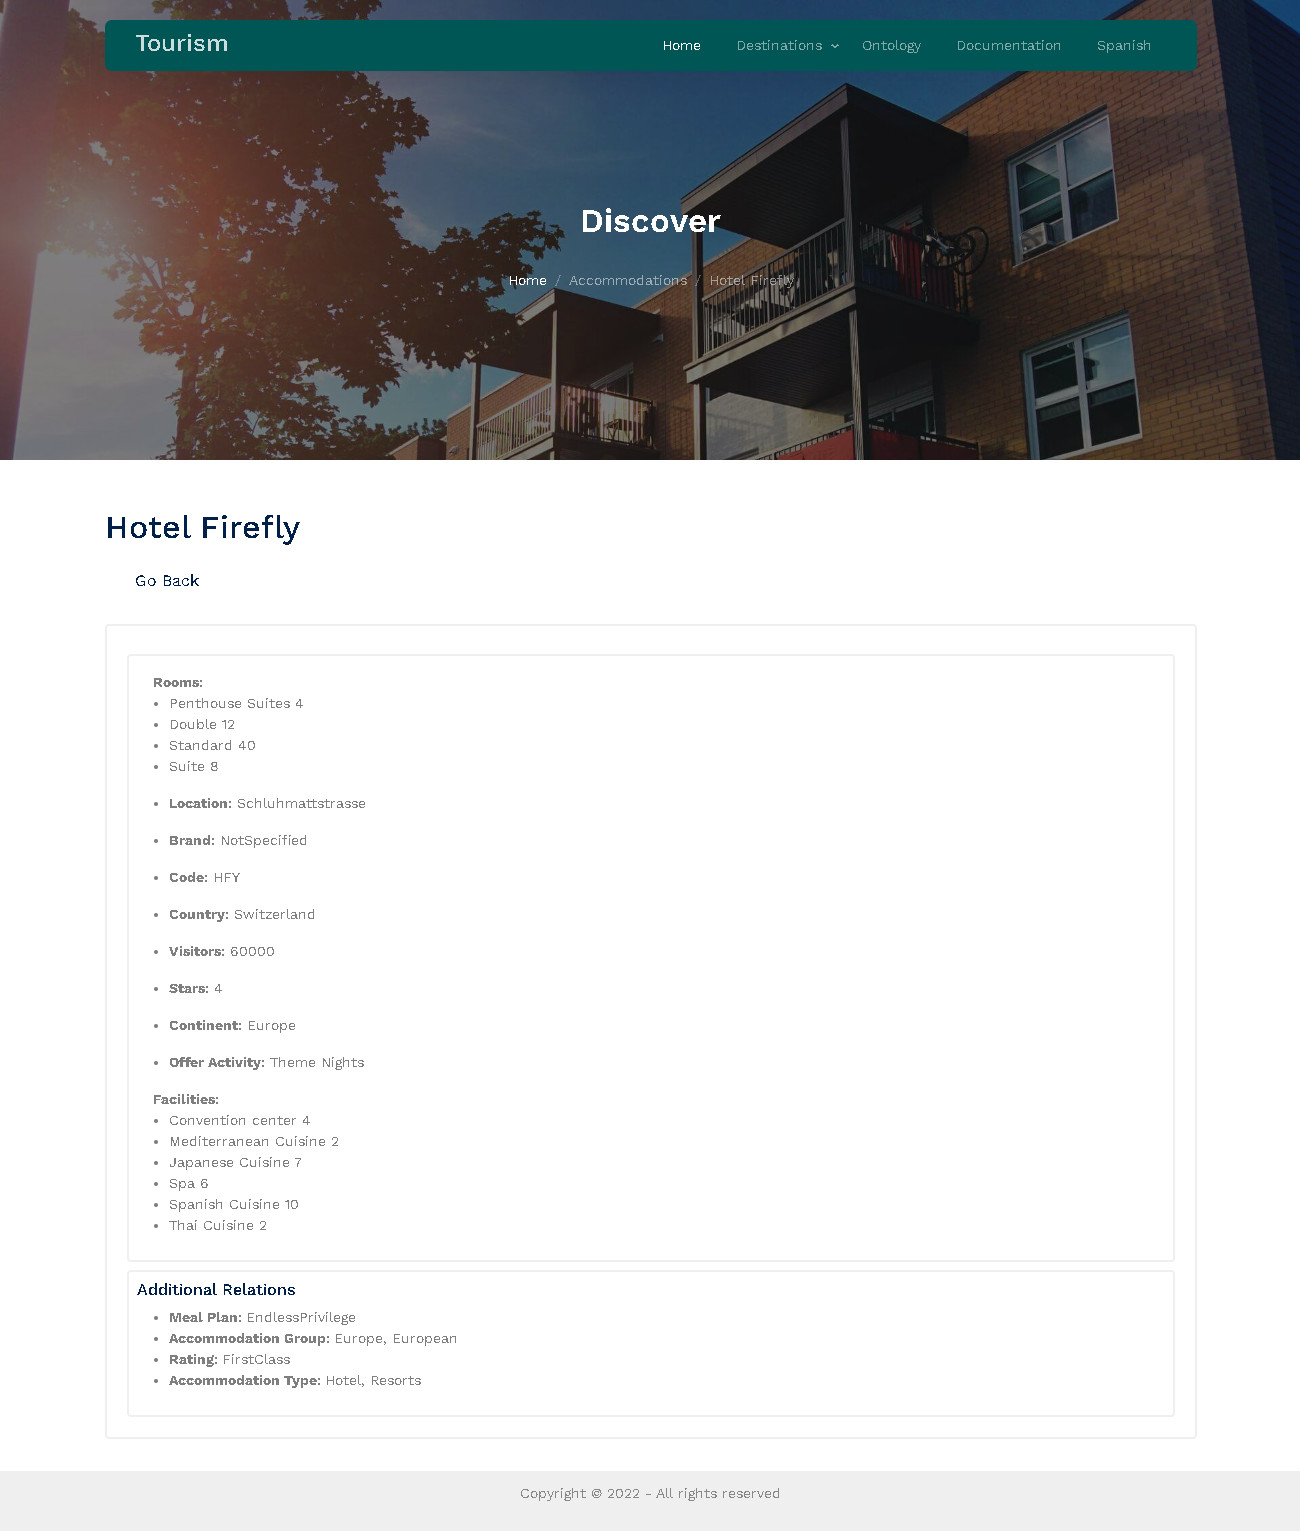 Tourism
Home Destinations Ontology Documentation Spanish
Discover
Home / Accommodations / Hotel Firefly
Hotel Firefly
Go Back
Rooms:
• Penthouse Suites 4
• Double 12
• Standard 40
• Suite 8
• Location: Schluhmattstrasse
• Brand: NotSpecified
• Code: HFY
• Country: Switzerland
• Visitors: 60000
• Stars: 4
• Continent: Europe
• Offer Activity: Theme Nights
Facilities:
• Convention center 4
• Mediterranean Cuisine 2
• Japanese Cuisine 7
• Spa 6
• Spanish Cuisine 10
• Thai Cuisine 2
Additional Relations
• Meal Plan: EndlessPrivilege
• Accommodation Group: Europe, European
• Rating: FirstClass
• Accommodation Type: Hotel, Resorts
Copyright © 2022 - All rights reserved